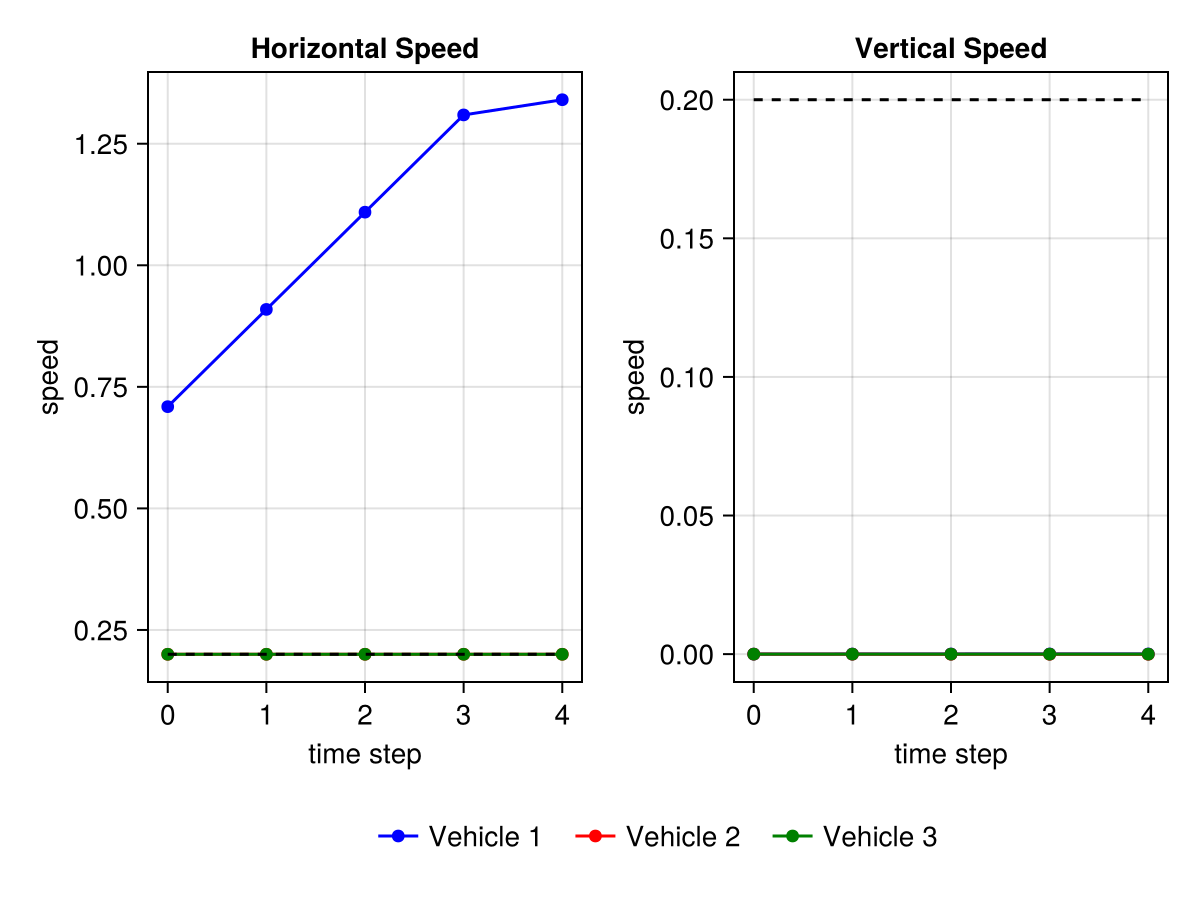 Horizontal Speed
1.25
1.00
0.75
0.50
0.25
speed
0 1 2 3 4
time step
Vertical Speed
0.20
0.15
0.10
0.05
0.00
speed
0 1 2 3 4
time step
Vehicle 1 Vehicle 2 Vehicle 3